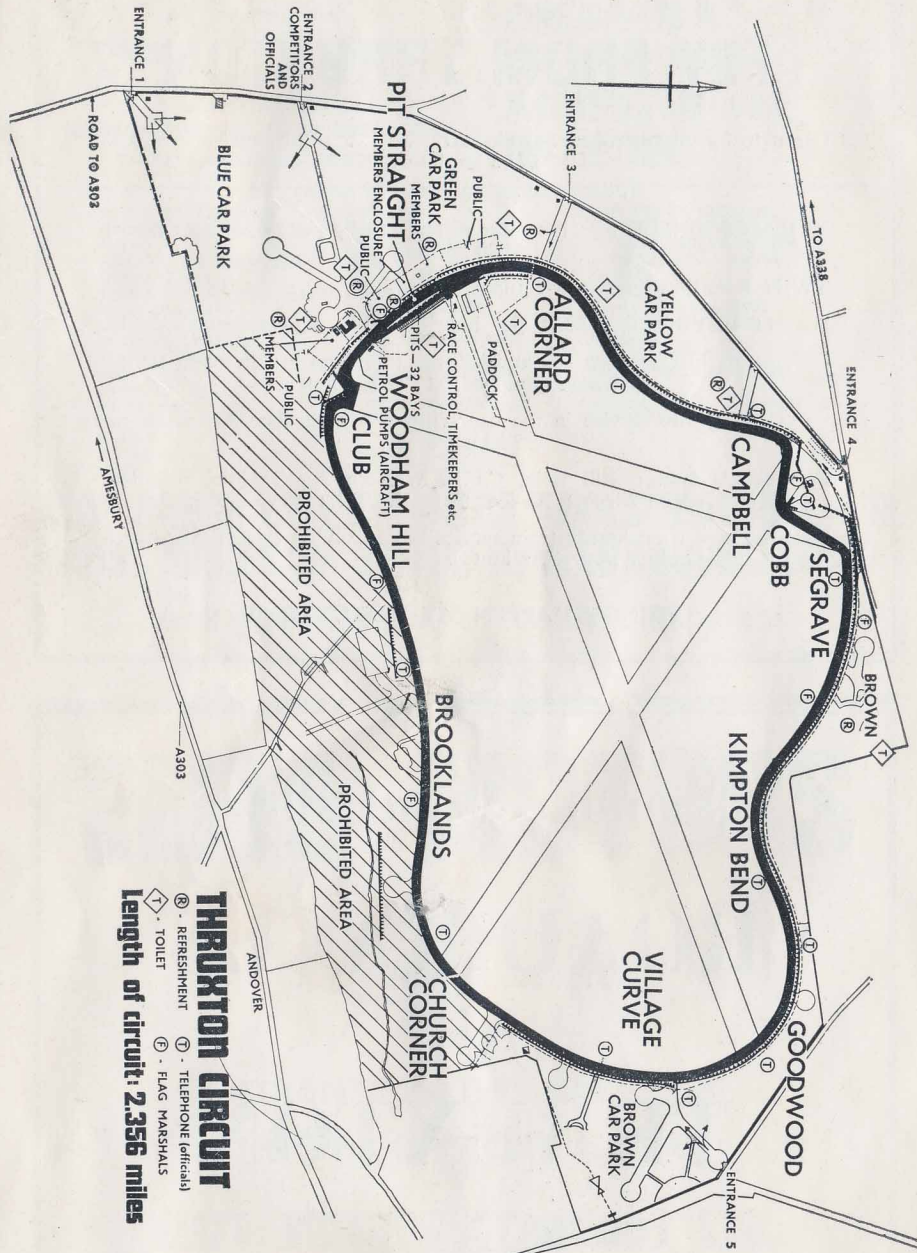 ENTRANCE 1
ROAD TO A303
BLUE CAR PARK
ENTRANCE 2
COMPETITORS
AND
OFFICIALS
PIT STRAIGHT
MEMBERS ENCLOSURE
PUBLIC
GREEN
CAR PARK
MEMBERS
PUBLIC
ENTRANCE 3
TO A338
ENTRANCE 4
YELLOW
CAR PARK
ALLARD
CORNER
PADDOCK
RACE CONTROL, TIMEKEEPERS etc.
PITS – 32 BAYS
PETROL PUMPS (AIRCRAFT)
WOODHAM HILL
CLUB
MEMBERS
PUBLIC
CAMPBELL
COBB
SEGRAVE
BROWN
KIMPTON BEND
GOODWOOD
VILLAGE
CURVE
BROWN
CAR PARK
ENTRANCE 5
CHURCH
CORNER
BROOKLANDS
PROHIBITED AREA
PROHIBITED AREA
AMESBURY
A303
ANDOVER
THRUXTON CIRCUIT
R - REFRESHMENT T - TELEPHONE (officials)
T - TOILET F - FLAG MARSHALS
Length of circuit: 2.356 miles